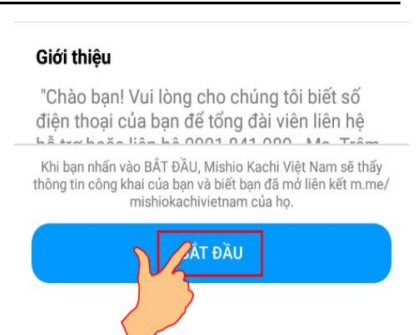 Giới thiệu
"Chào bạn! Vui lòng cho chúng tôi biết số
điện thoại của bạn để tổng đài viên liên hệ
Khi bạn nhấn vào BẮT ĐẦU, Mishio Kachi Việt Nam sẽ thấy
thông tin công khai của bạn và biết bạn đã mở liên kết m.me/
mishiokachivietnam của họ.
BẮT ĐẦU